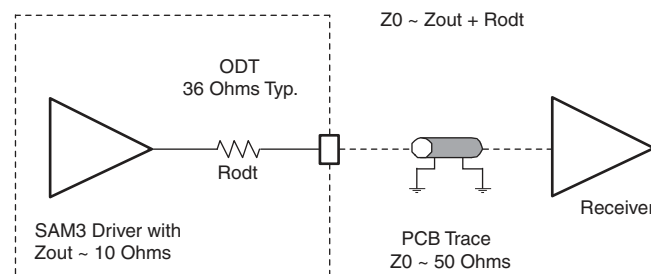 Z0 ~ Zout + Rodt
ODT
36 Ohms Typ.
Rodt
Receiver
SAM3 Driver with
Zout ~ 10 Ohms
PCB Trace
Z0 ~ 50 Ohms